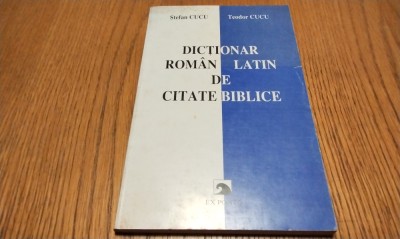 Stefan CUCU Teodor CUCU
DICTIONAR
ROMÂN LATIN
DE
CITATE BIBLICE